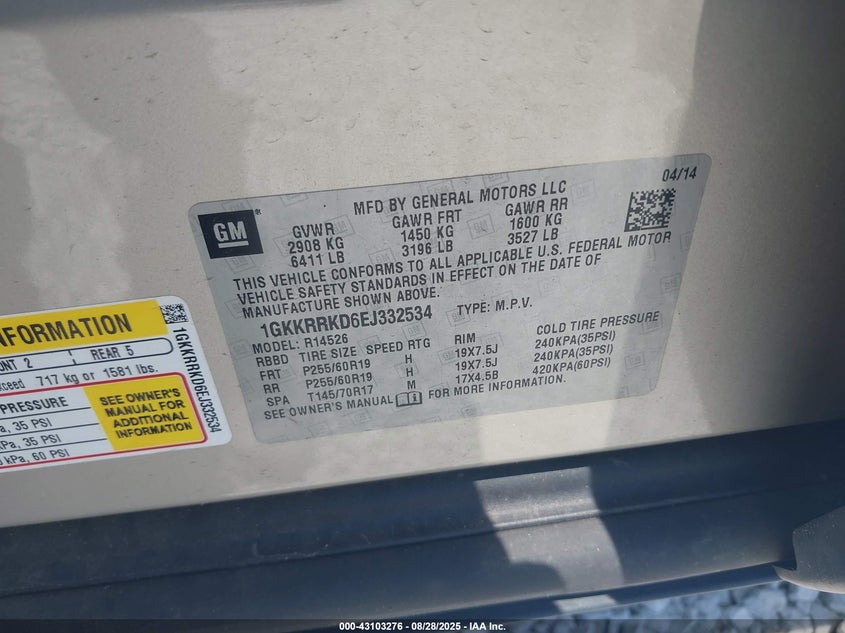 04/14
MFD BY GENERAL MOTORS LLC
GM®
GVWR GAWR FRT GAWR RR
2908 KG 1450 KG 1600 KG
6411 LB 3196 LB 3527 LB
THIS VEHICLE CONFORMS TO ALL APPLICABLE U.S. FEDERAL MOTOR
VEHICLE SAFETY STANDARDS IN EFFECT ON THE DATE OF
MANUFACTURE SHOWN ABOVE.
1GKKRRKD6EJ332534 TYPE: M.P.V.
MODEL: R14526
RBBD TIRE SIZE SPEED RTG RIM COLD TIRE PRESSURE
FRT P255/60R19 H 19X7.5J 240KPA(35PSI)
RR P255/60R19 H 19X7.5J 240KPA(35PSI)
SPA T145/70R17 M 17X4.5B 420KPA(60PSI)
SEE OWNER'S MANUAL FOR MORE INFORMATION.
INFORMATION
2 REAR 5
717 kg or 1581 lbs.
PRESSURE
35 PSI
kPa, 35 PSI
kPa, 60 PSI
SEE OWNER'S
MANUAL FOR
ADDITIONAL
INFORMATION
1GKKRRKD6EJ332534
000-43103276 - 08/28/2025 - IAA Inc.